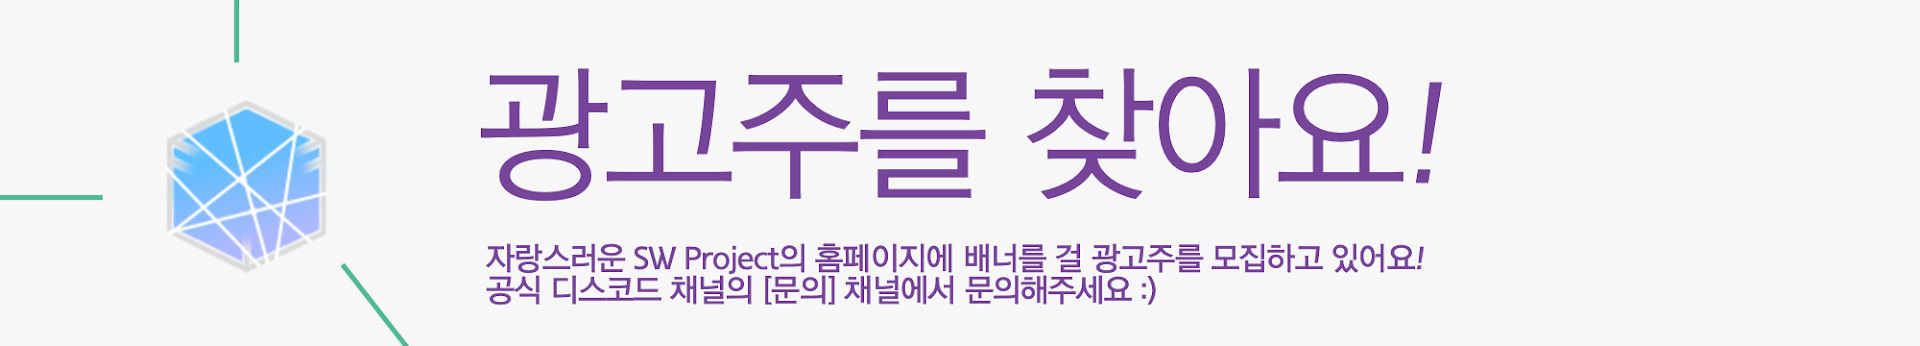 광고주를 찾아요!
자랑스러운 SW Project의 홈페이지에 배너를 걸 광고주를 모집하고 있어요!
공식 디스코드 채널의 [문의] 채널에서 문의해주세요 :)